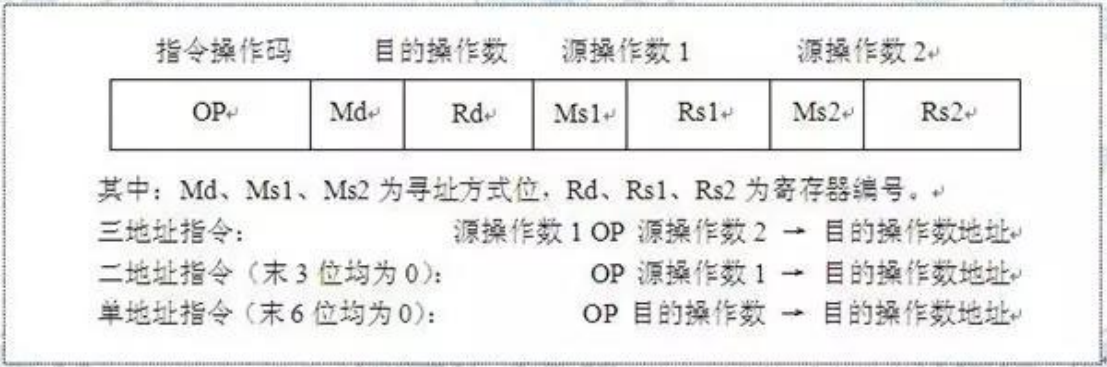 指令操作码 目的操作数 源操作数 1 源操作数 2↵
OP↵ Md↵ Rd↵ Ms1↵ Rs1↵ Ms2↵ Rs2↵
其中：Md、Ms1、Ms2 为寻址方式位，Rd、Rs1、Rs2 为寄存器编号。↵
三地址指令： 源操作数 1 OP 源操作数 2 → 目的操作数地址↵
二地址指令（末 3 位均为 0）： OP 源操作数 1 → 目的操作数地址↵
单地址指令（末 6 位均为 0）： OP 目的操作数 → 目的操作数地址↵